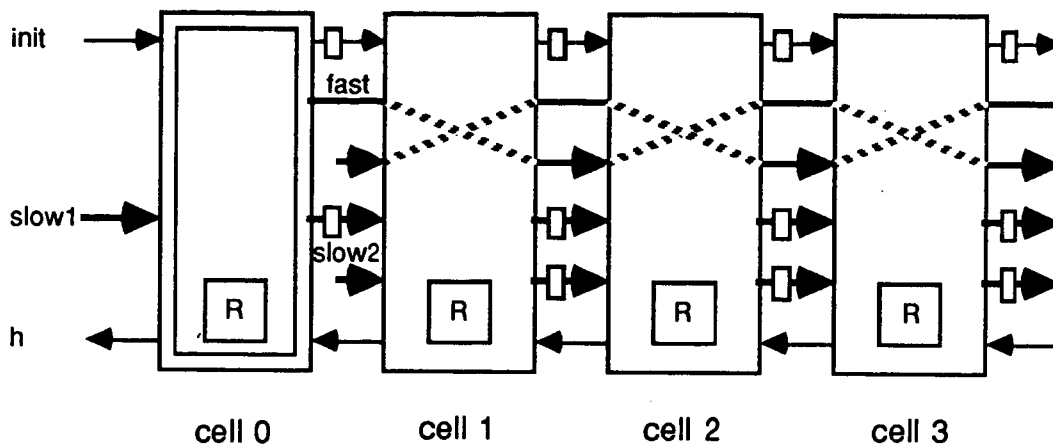 init
fast
slow1
slow2
R
R
R
R
h
cell 0
cell 1
cell 2
cell 3